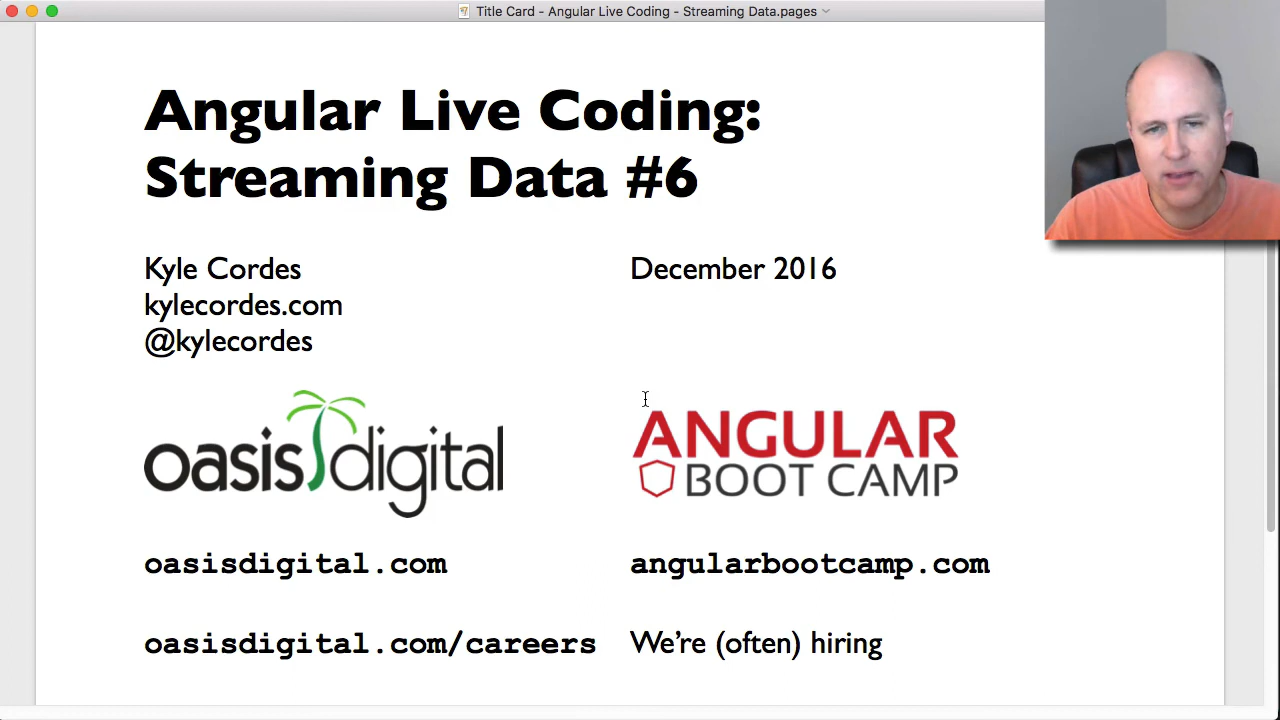 Title Card - Angular Live Coding - Streaming Data.pages
Angular Live Coding:
Streaming Data #6
Kyle Cordes
December 2016
kylecordes.com
@kylecordes
oasis digital
ANGULAR
BOOT CAMP
oasisdigital.com
angularbootcamp.com
oasisdigital.com/careers
We're (often) hiring